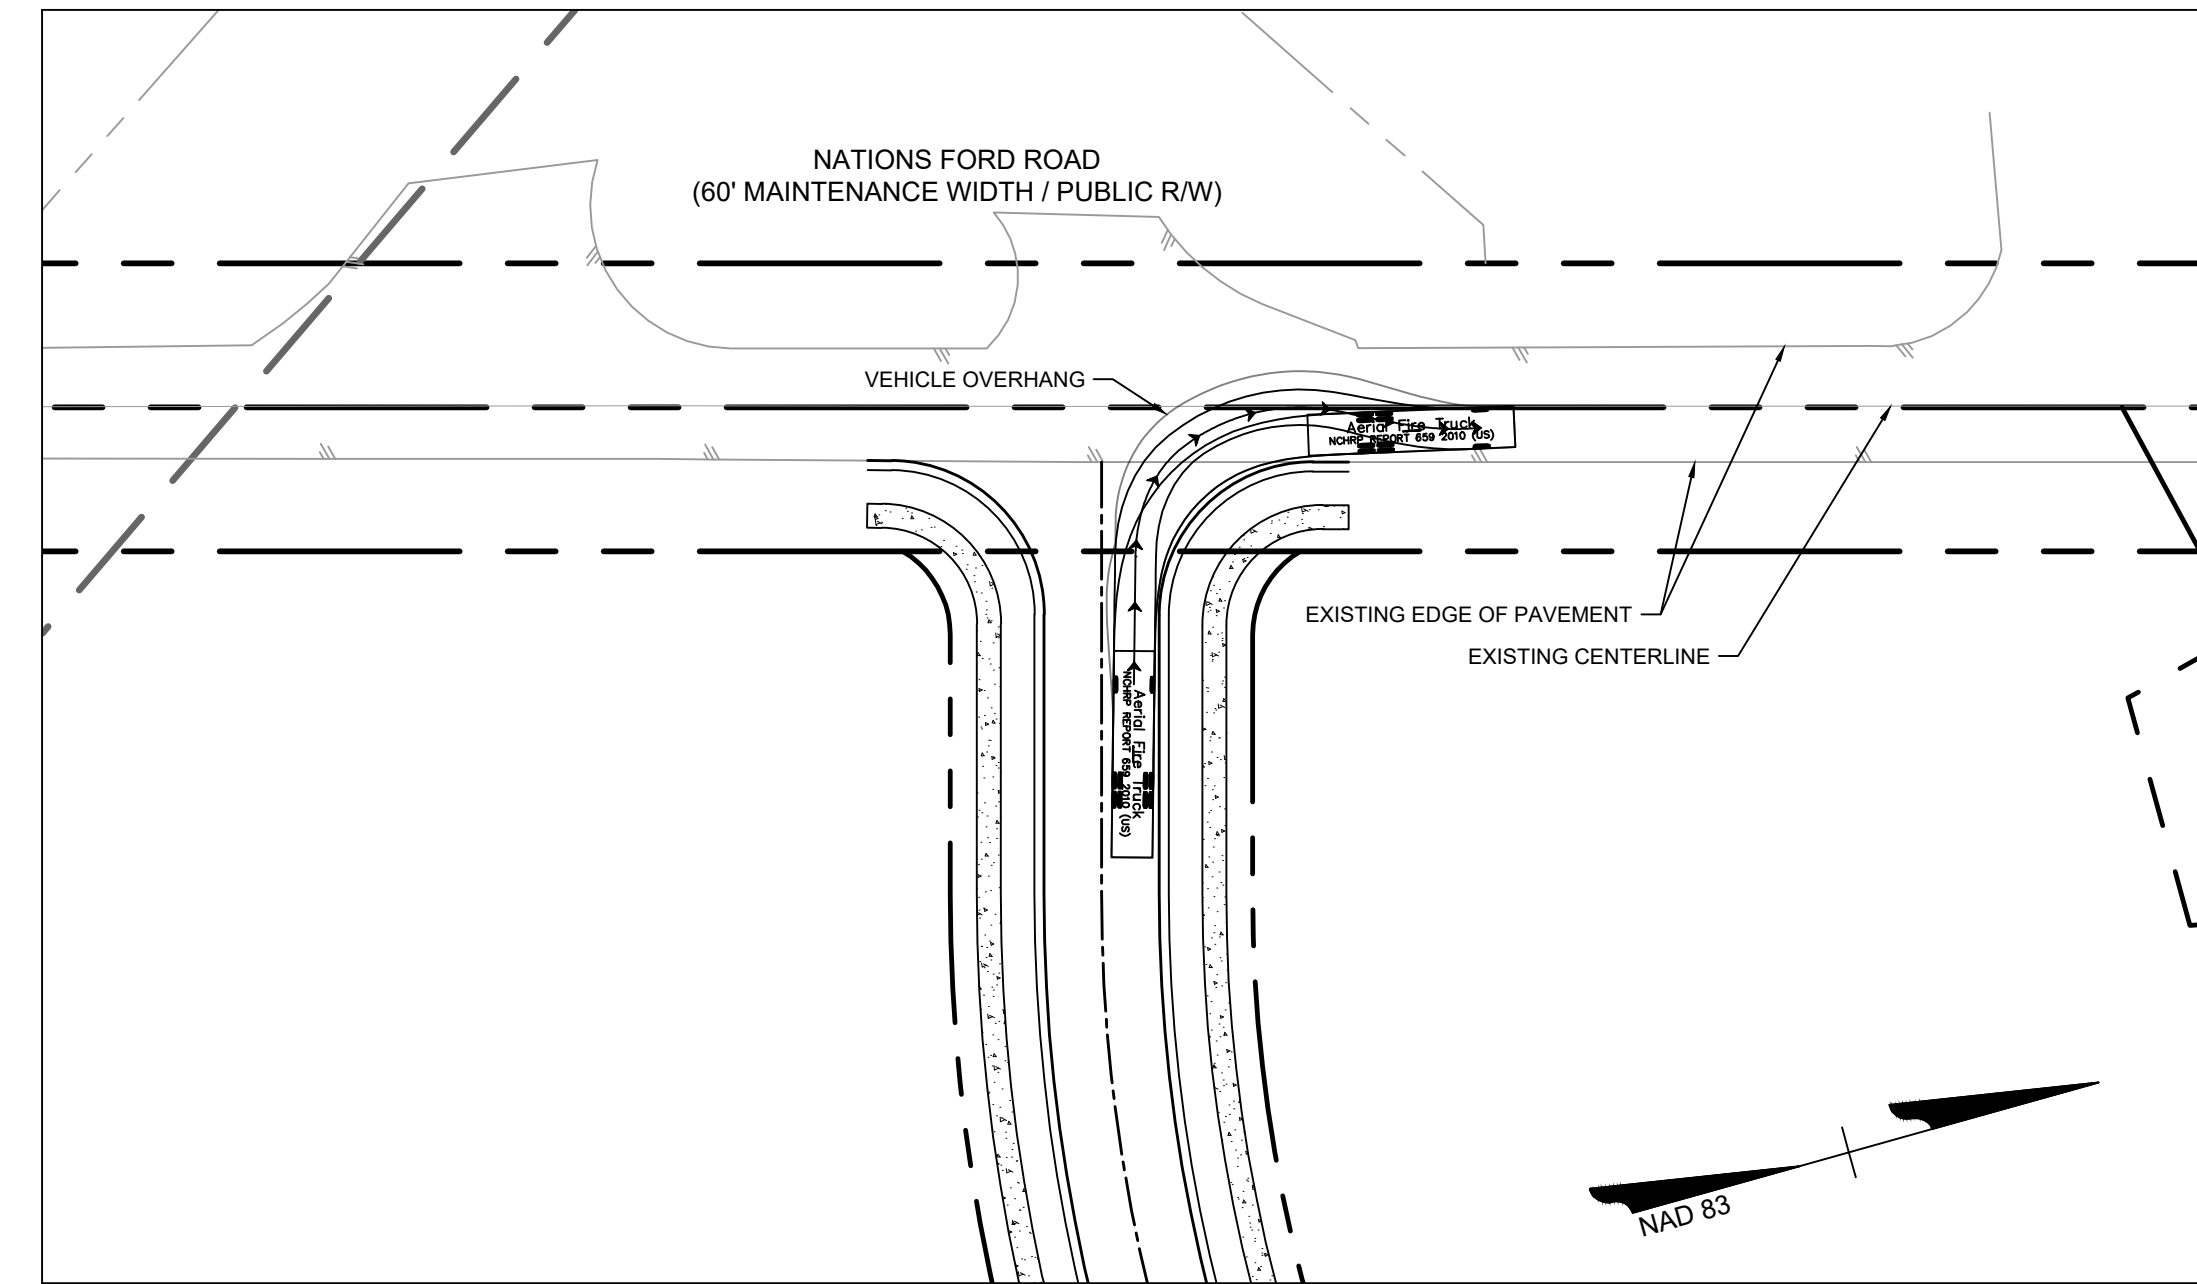 NATIONS FORD ROAD
(60' MAINTENANCE WIDTH / PUBLIC R/W)
VEHICLE OVERHANG
Aerial Fire Truck
NCHRP REPORT 659 2010 (US)
EXISTING EDGE OF PAVEMENT
EXISTING CENTERLINE
Aerial Fire Truck
NCHRP REPORT 659 2010 (US)
NAD 83